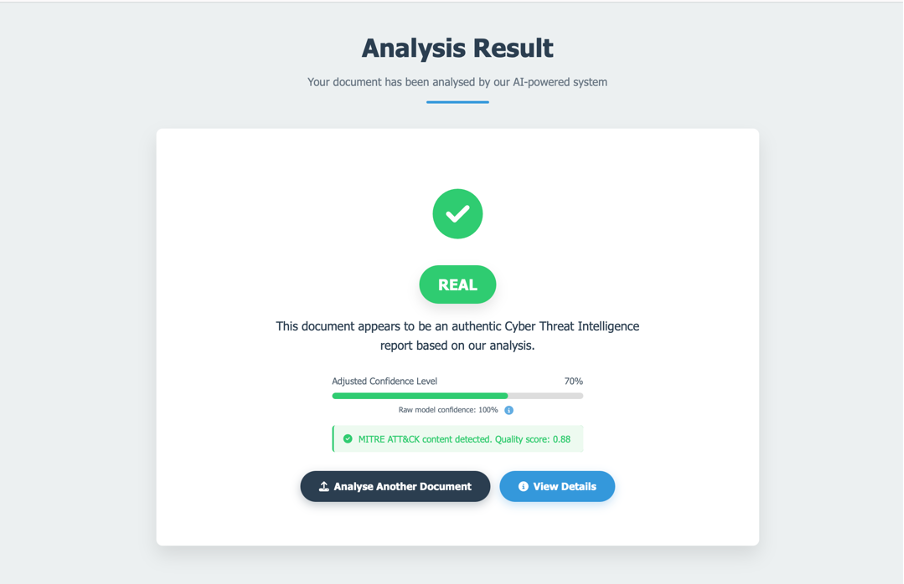 Analysis Result
Your document has been analysed by our AI-powered system
REAL
This document appears to be an authentic Cyber Threat Intelligence
report based on our analysis.
Adjusted Confidence Level 70%
Raw model confidence: 100%
MITRE ATT&CK content detected. Quality score: 0.88
Analyse Another Document View Details